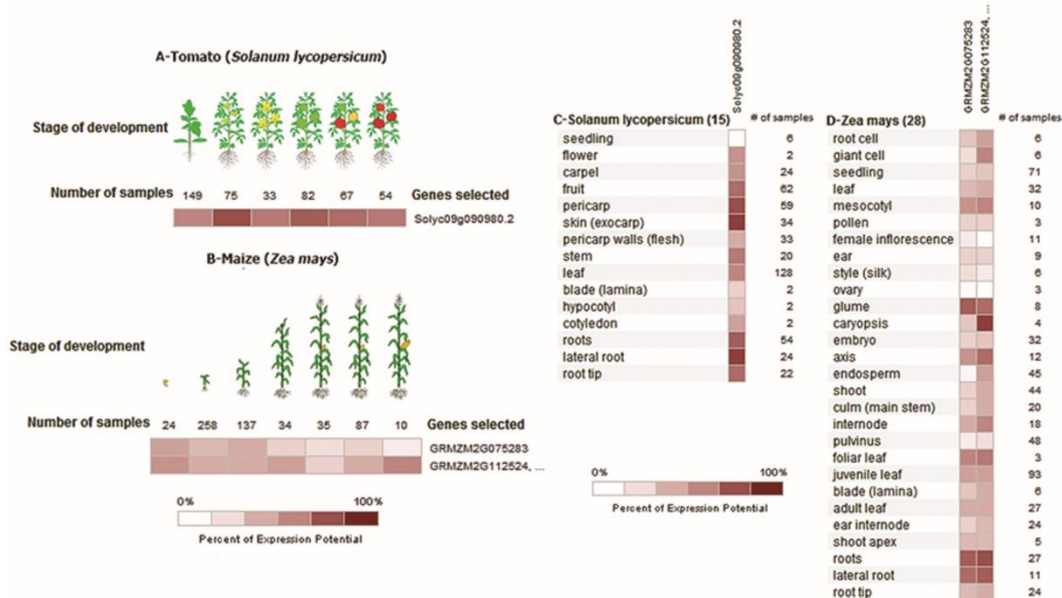 A-Tomato (Solanum lycopersicum)
Stage of development
Number of samples 149 75 33 82 67 54 Genes selected
Solyc09g090980.2
B-Maize (Zea mays)
Stage of development
Number of samples 24 258 137 34 35 87 10 Genes selected
GRMZM2G075283
GRMZM2G112524, ...
0% 100%
Percent of Expression Potential
Solyc09g090980.2
C-Solanum lycopersicum (15) # of samples
seedling 6
flower 2
carpel 24
fruit 62
pericarp 59
skin (exocarp) 34
pericarp walls (flesh) 33
stem 20
leaf 128
blade (lamina) 2
hypocotyl 2
cotyledon 2
roots 54
lateral root 24
root tip 22
0% 100%
Percent of Expression Potential
GRMZM2G075283
GRMZM2G112524, ...
D-Zea mays (28) # of samples
root cell 6
giant cell 6
seedling 71
leaf 32
mesocotyl 10
pollen 3
female inflorescence 11
ear 9
style (silk) 6
ovary 3
glume 8
caryopsis 4
embryo 32
axis 12
endosperm 45
shoot 44
culm (main stem) 20
internode 18
pulvinus 48
foliar leaf 3
juvenile leaf 93
blade (lamina) 6
adult leaf 27
ear internode 24
shoot apex 5
roots 27
lateral root 11
root tip 24